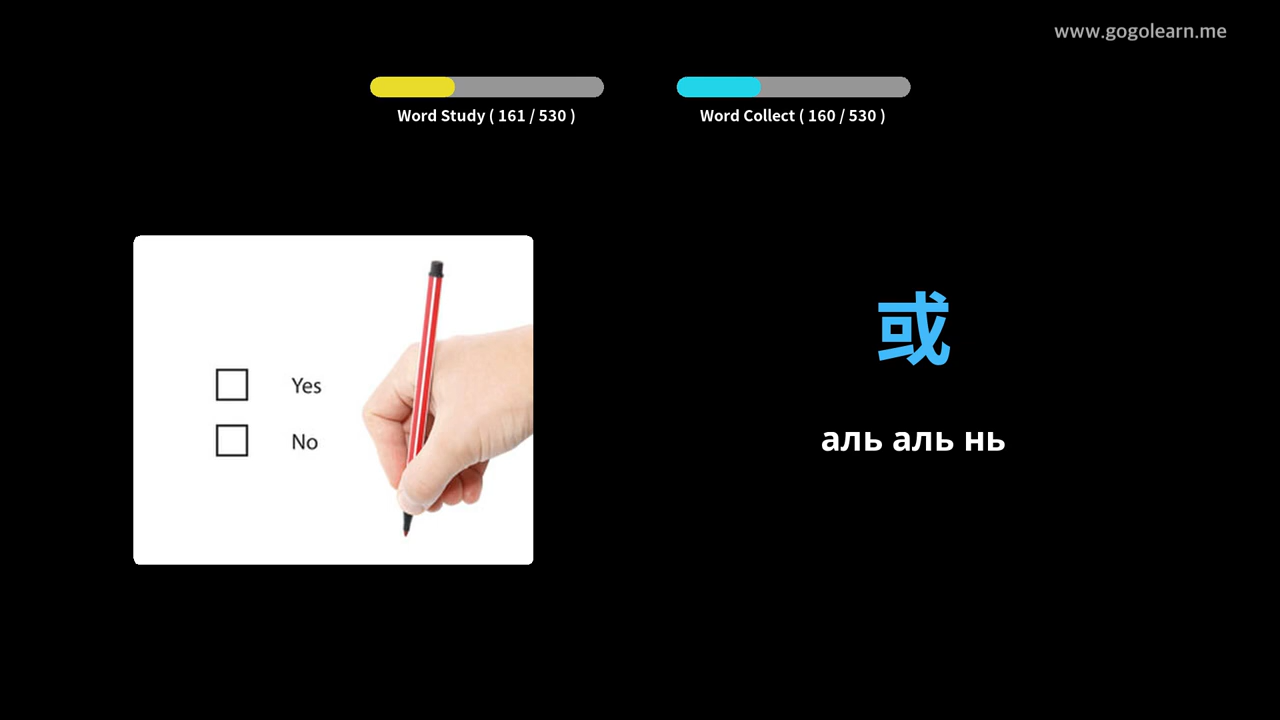 www.gogolearn.me
Word Study ( 161 / 530 )
Word Collect ( 160 / 530 )
Yes
No
或
аль аль нь